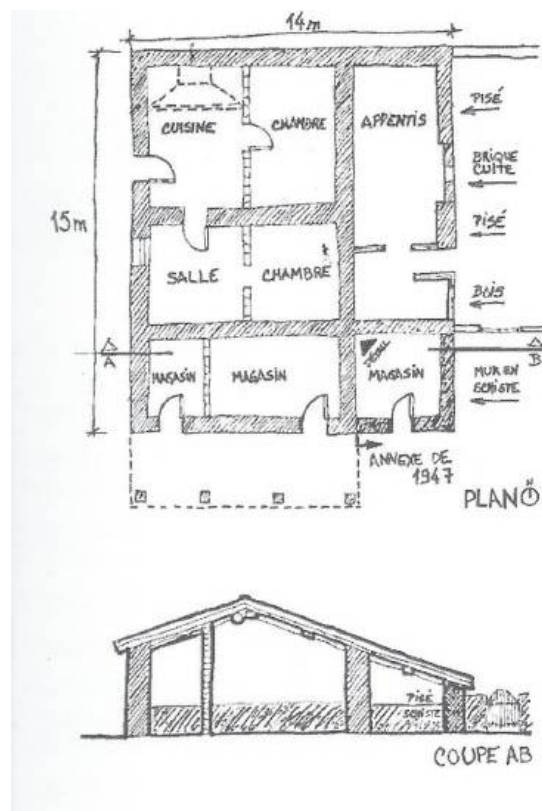 14m
CUISINE
CHAMBRE
APPENTIS
PISÉ
BRIQUE
CUITE
15m
PISÉ
SALLE
CHAMBRE
BOIS
A
B
MAGASIN
MAGASIN
MAGASIN
MUR EN
SCHISTE
ANNEXE DE
1947
N
PLAN
PISÉ
SCHISTE
COUPE AB